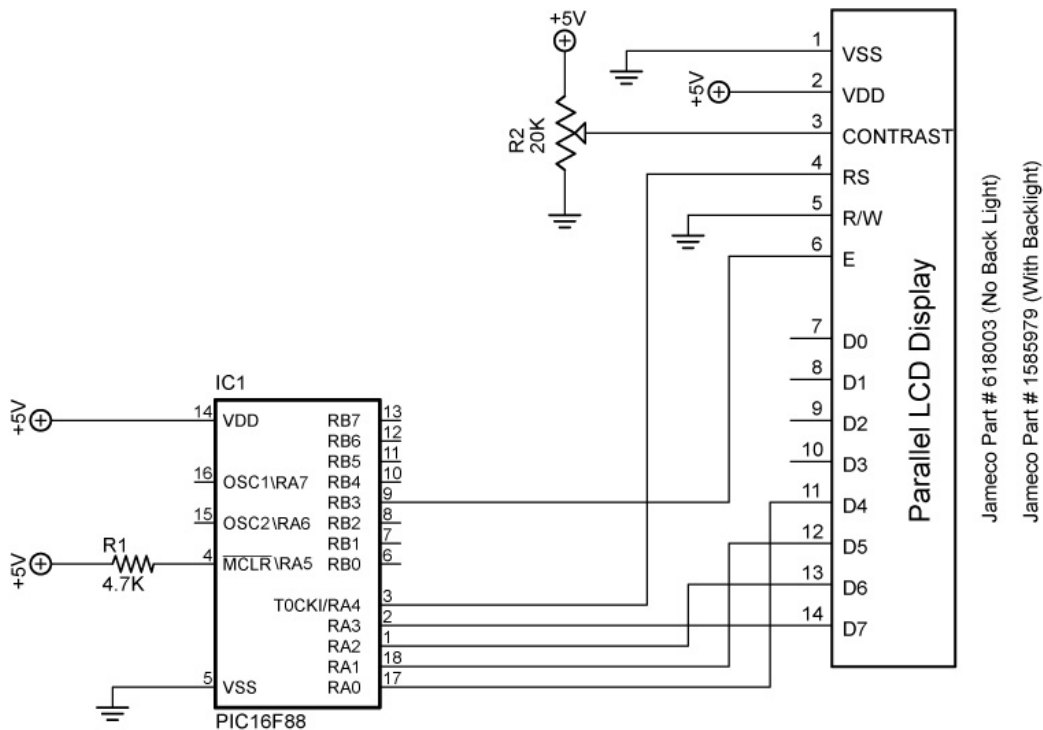 +5V
R2
20K
+5V
1 VSS
2 VDD
3 CONTRAST
4 RS
5 R/W
6 E
7 D0
8 D1
9 D2
10 D3
11 D4
12 D5
13 D6
14 D7
Parallel LCD Display
Jameco Part # 618003 (No Back Light)
Jameco Part # 1585979 (With Backlight)
IC1
+5V
14 VDD
16 OSC1\RA7
15 OSC2\RA6
+5V
R1
4.7K
4 MCLR\RA5
5 VSS
RB7 13
RB6 12
RB5 11
RB4 10
RB3 9
RB2 8
RB1 7
RB0 6
T0CKI/RA4 3
RA3 2
RA2 1
RA1 18
RA0 17
PIC16F88